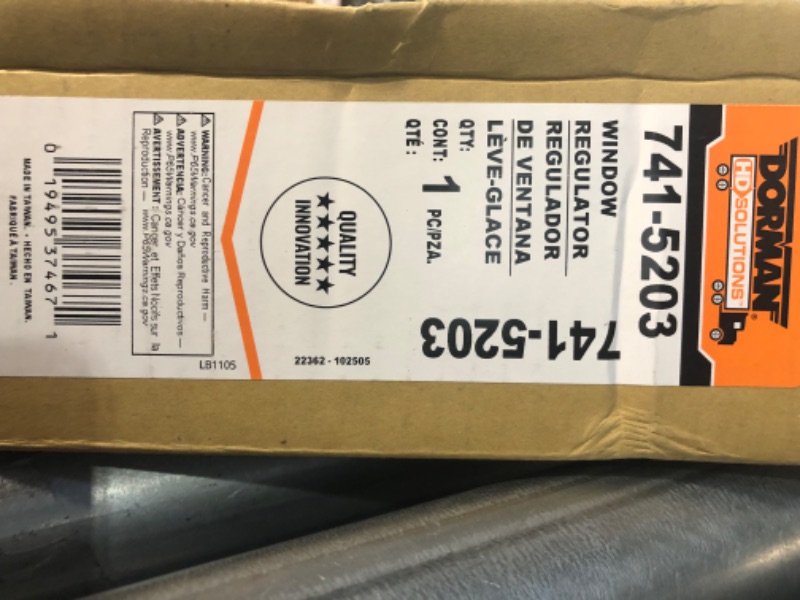 DORMAN®
HD SOLUTIONS™
741-5203
741-5203
WINDOW
REGULATOR
REGULADOR
DE VENTANA
LÈVE-GLACE
QTY:
CONT: 1 PC/PZA.
QTÉ :
QUALITY
★★★★★
INNOVATION
22362 - 102505
LB1105
⚠ WARNING: Cancer and Reproductive Harm —
www.P65Warnings.ca.gov
⚠ ADVERTENCIA: Cáncer y Daños Reproductivos —
www.P65Warnings.ca.gov
⚠ AVERTISSEMENT : Cancer et Effets Nocifs sur la
Reproduction — www.P65Warnings.ca.gov
0 19495 37467 1
MADE IN TAIWAN. - HECHO EN TAIWAN.
FABRIQUÉ À TAIWAN .